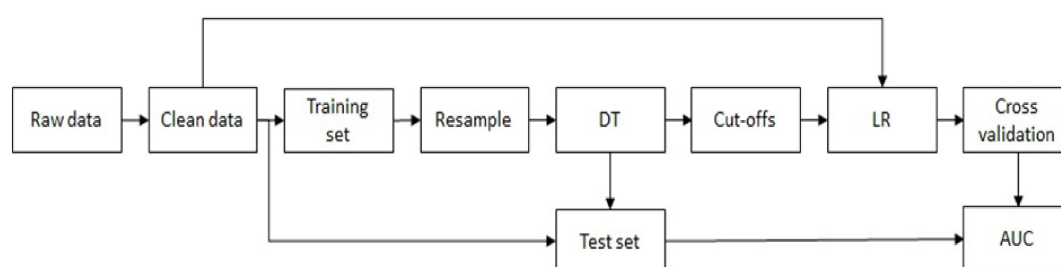 Raw data
Clean data
Training
set
Resample
DT
Cut-offs
LR
Cross
validation
Test set
AUC